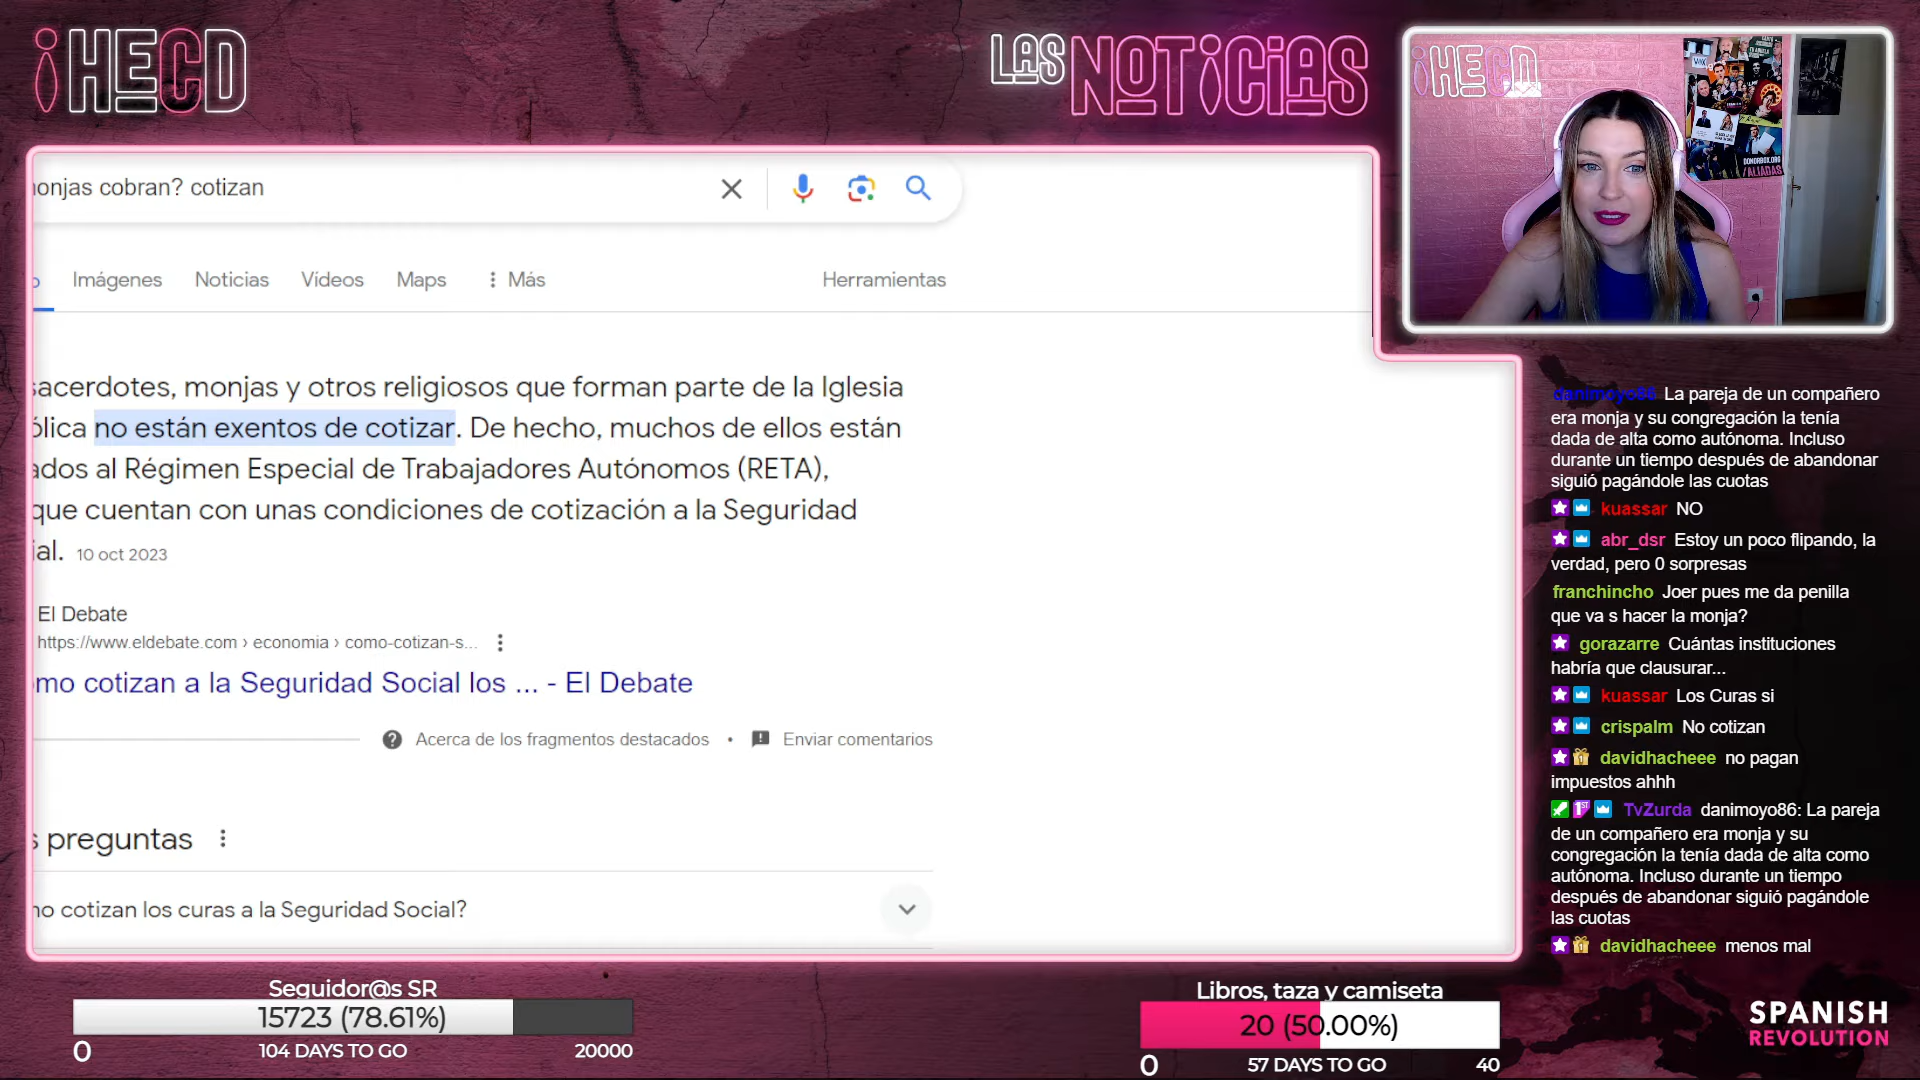 ¡HECD
LAS NOTICIAS
¡HECD
DONORBOX.ORG
/ALIADAS
onjas cobran? cotizan
Imágenes
Noticias
Vídeos
Maps
Más
Herramientas
sacerdotes, monjas y otros religiosos que forman parte de la Iglesia
ólica no están exentos de cotizar. De hecho, muchos de ellos están
ados al Régimen Especial de Trabajadores Autónomos (RETA),
que cuentan con unas condiciones de cotización a la Seguridad
ial. 10 oct 2023
El Debate
https://www.eldebate.com › economia › como-cotizan-s...
mo cotizan a la Seguridad Social los ... - El Debate
Acerca de los fragmentos destacados
•
Enviar comentarios
s preguntas
no cotizan los curas a la Seguridad Social?
danimoyo86 La pareja de un compañero
era monja y su congregación la tenía
dada de alta como autónoma. Incluso
durante un tiempo después de abandonar
siguió pagándole las cuotas
kuassar NO
abr_dsr Estoy un poco flipando, la
verdad, pero 0 sorpresas
franchincho Joer pues me da penilla
que va s hacer la monja?
gorazarre Cuántas instituciones
habría que clausurar...
kuassar Los Curas si
crispalm No cotizan
davidhacheee no pagan
impuestos ahhh
TvZurda danimoyo86: La pareja
de un compañero era monja y su
congregación la tenía dada de alta como
autónoma. Incluso durante un tiempo
después de abandonar siguió pagándole
las cuotas
davidhacheee menos mal
Seguidor@s SR
15723 (78.61%)
0
104 DAYS TO GO
20000
Libros, taza y camiseta
20 (50.00%)
0
57 DAYS TO GO
40
SPANISH
REVOLUTION